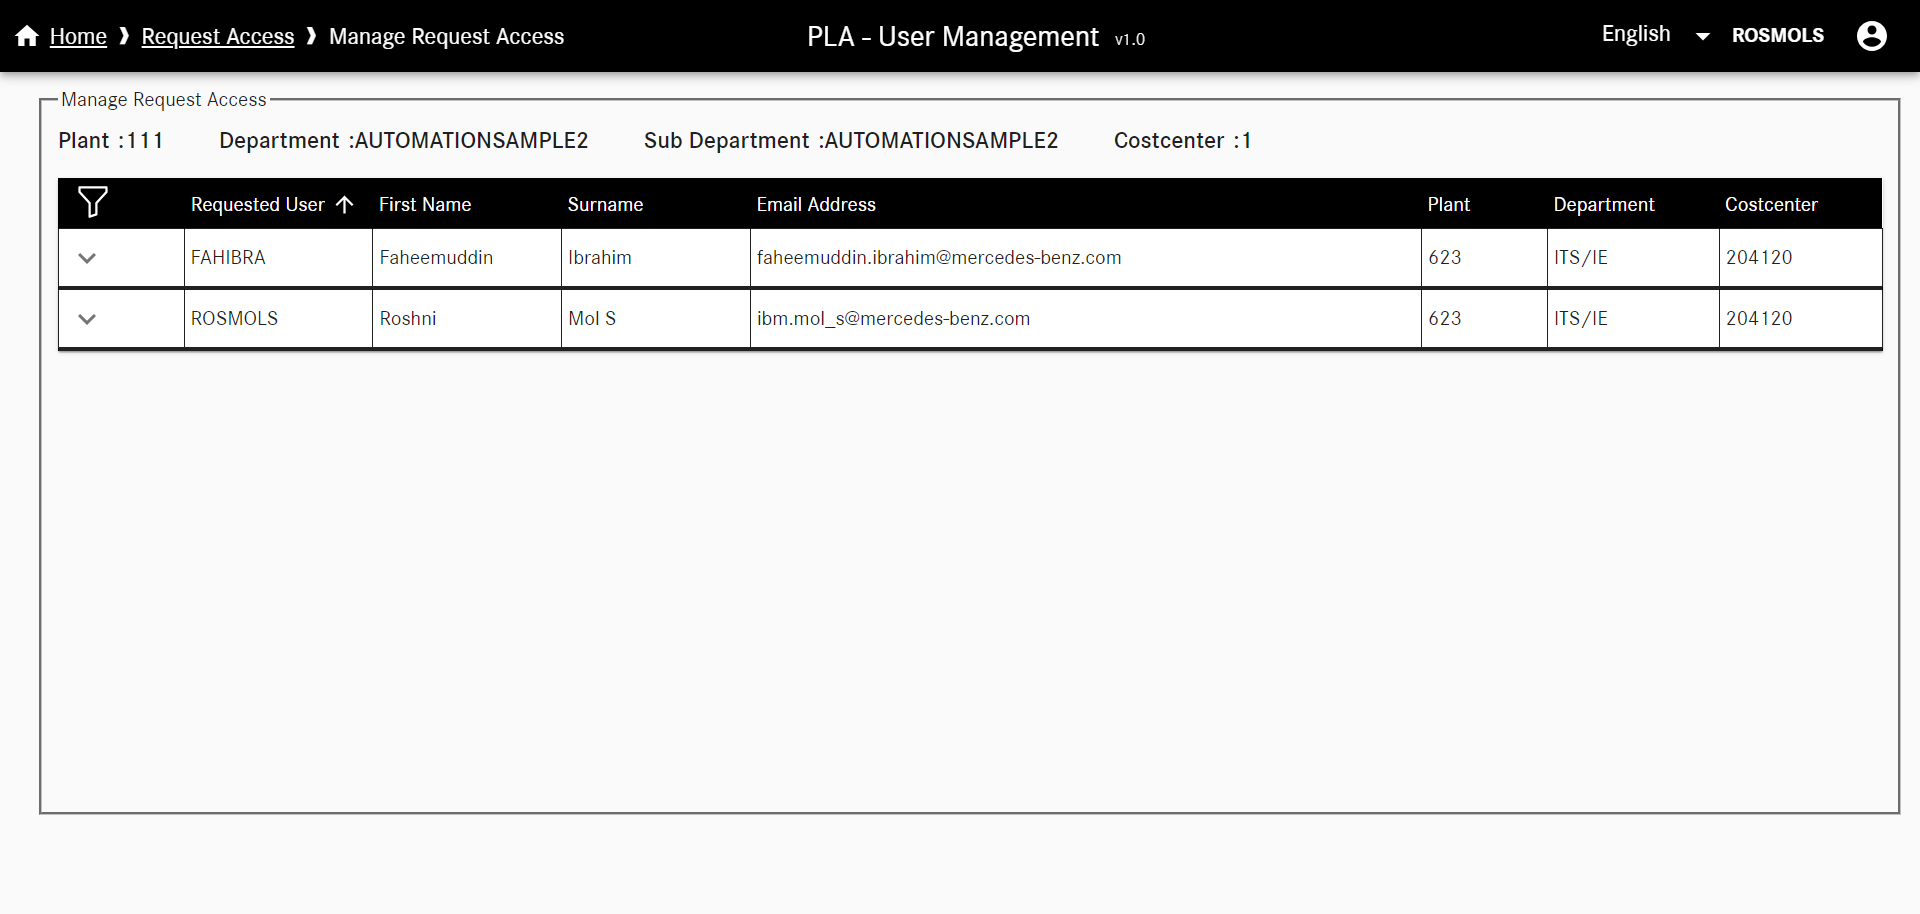 Home ❱ Request Access ❱ Manage Request Access
PLA - User Management v1.0
English
ROSMOLS
Manage Request Access
Plant :111 Department :AUTOMATIONSAMPLE2 Sub Department :AUTOMATIONSAMPLE2 Costcenter :1
Requested User First Name Surname Email Address Plant Department Costcenter
FAHIBRA Faheemuddin Ibrahim faheemuddin.ibrahim@mercedes-benz.com 623 ITS/IE 204120
ROSMOLS Roshni Mol S ibm.mol_s@mercedes-benz.com 623 ITS/IE 204120